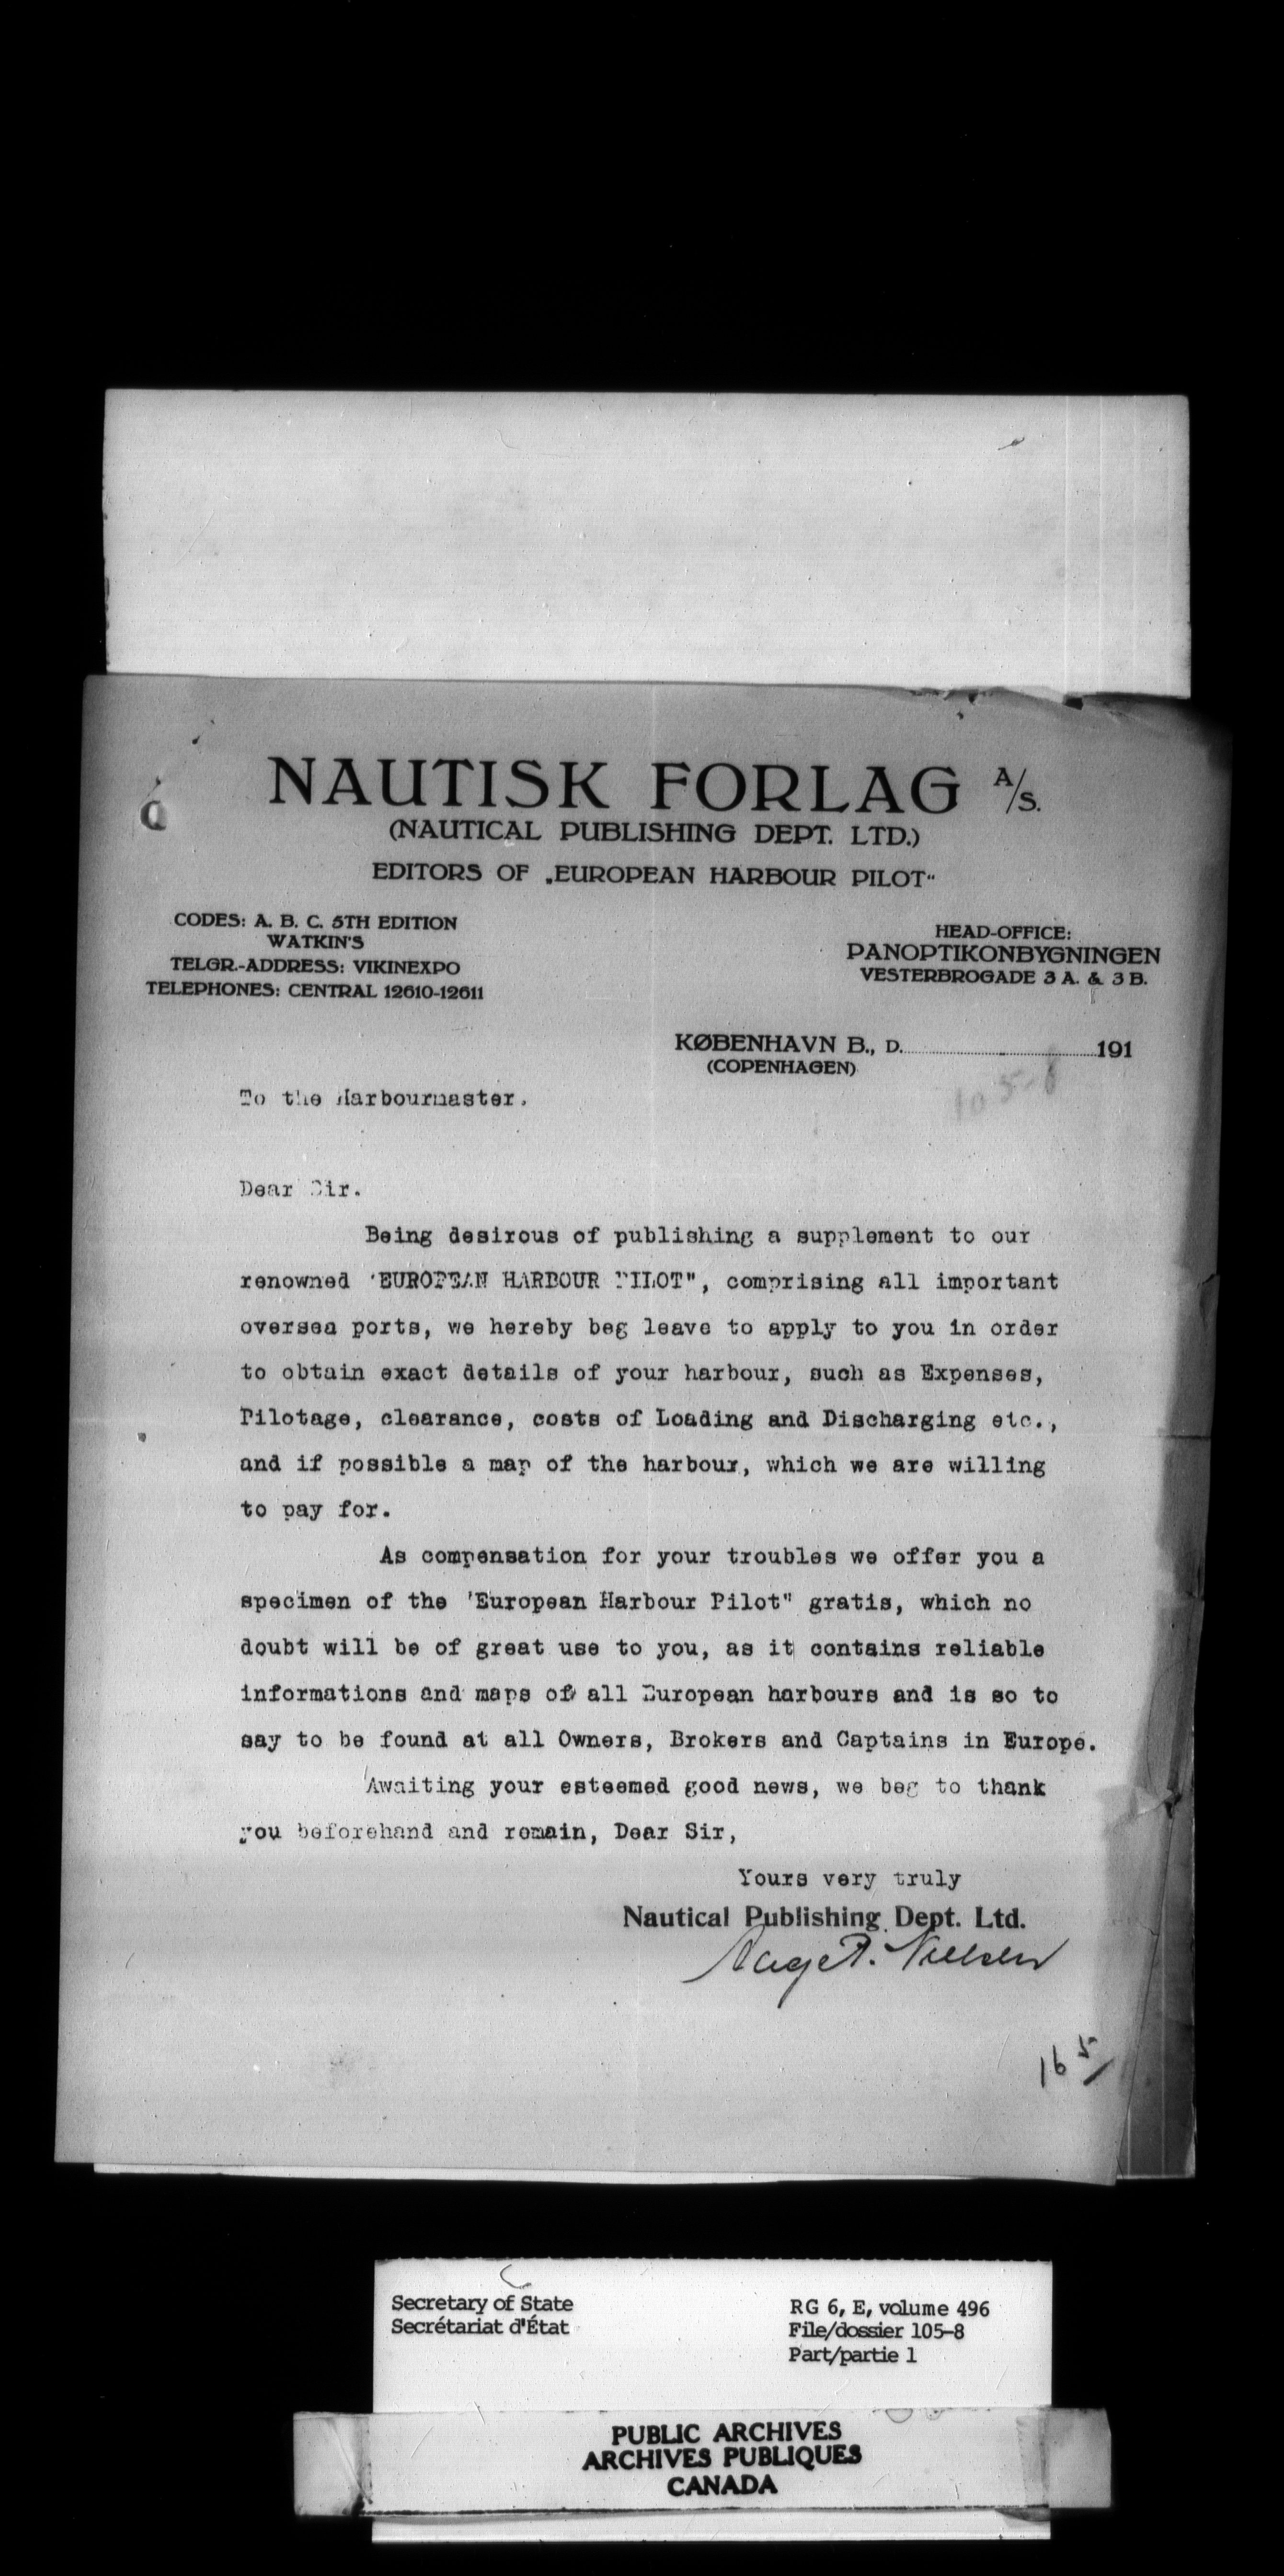 NAUTISK FORLAG A/S.
(NAUTICAL PUBLISHING DEPT. LTD.)
EDITORS OF „EUROPEAN HARBOUR PILOT“
CODES: A. B. C. 5TH EDITION
WATKIN'S
TELGR.-ADDRESS: VIKINEXPO
TELEPHONES: CENTRAL 12610-12611
HEAD-OFFICE:
PANOPTIKONBYGNINGEN
VESTERBROGADE 3 A. & 3 B.
KØBENHAVN B., D. 191
(COPENHAGEN)
105-8
To the Harbourmaster.
Dear Sir.
Being desirous of publishing a supplement to our
renowned "EUROPEAN HARBOUR PILOT", comprising all important
oversea ports, we hereby beg leave to apply to you in order
to obtain exact details of your harbour, such as Expenses,
Pilotage, clearance, costs of Loading and Discharging etc.,
and if possible a map of the harbour, which we are willing
to pay for.
As compensation for your troubles we offer you a
specimen of the "European Harbour Pilot" gratis, which no
doubt will be of great use to you, as it contains reliable
informations and maps of all European harbours and is so to
say to be found at all Owners, Brokers and Captains in Europe.
Awaiting your esteemed good news, we beg to thank
you beforehand and remain, Dear Sir,
Yours very truly
Nautical Publishing Dept. Ltd.
Nielsen
165
Secretary of State
Secrétariat d'État
RG 6, E, volume 496
File/dossier 105-8
Part/partie 1
PUBLIC ARCHIVES
ARCHIVES PUBLIQUES
CANADA